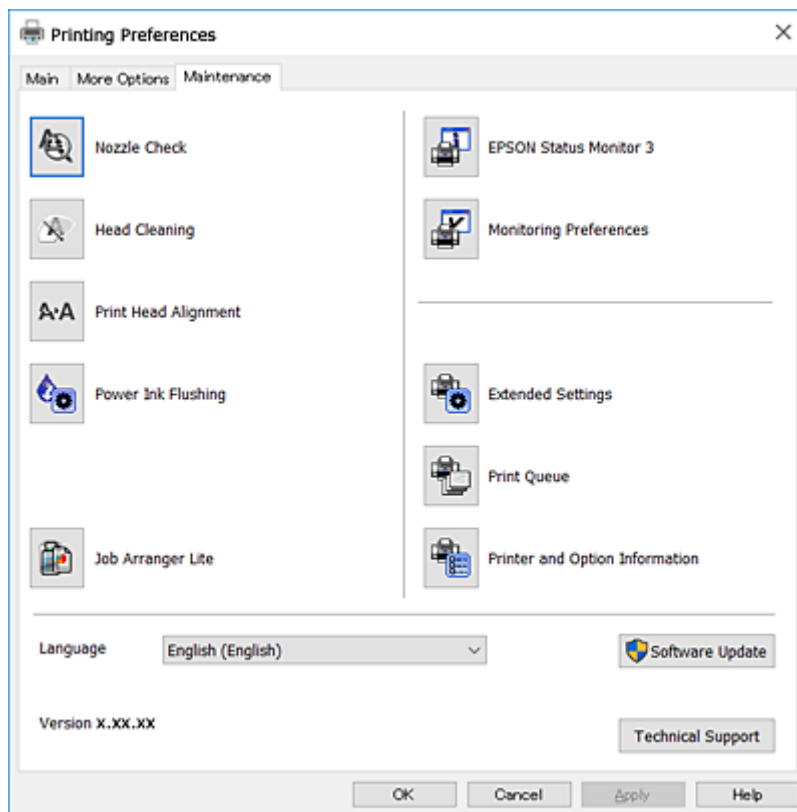 Printing Preferences
Main More Options Maintenance
Nozzle Check
EPSON Status Monitor 3
Head Cleaning
Monitoring Preferences
A·A Print Head Alignment
Power Ink Flushing
Extended Settings
Print Queue
Job Arranger Lite
Printer and Option Information
Language English (English) Software Update
Version X.XX.XX
Technical Support
OK Cancel Apply Help